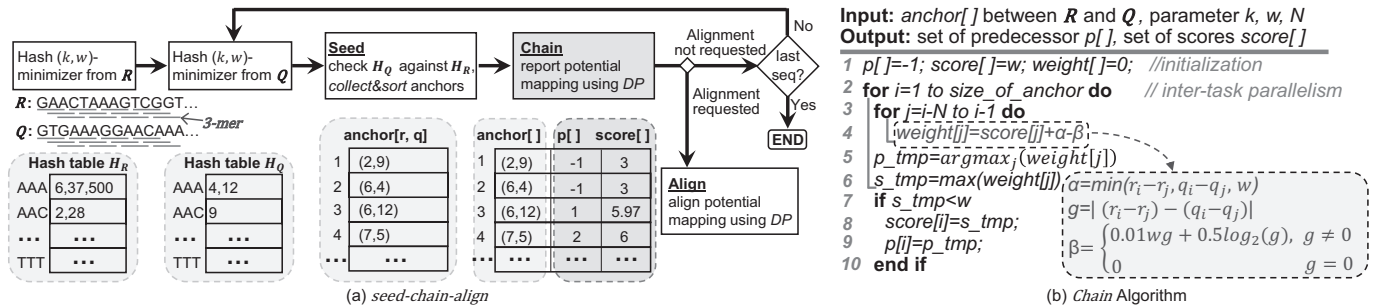 Hash (k,w)-
minimizer from R
Hash (k,w)-
minimizer from Q
Seed
check H_Q against H_R,
collect&sort anchors
Chain
report potential
mapping using DP
Alignment
not requested
No
last
seq?
Yes
END
Alignment
requested
Align
align potential
mapping using DP
R: GAACTAAAGTCGGT...
3-mer
Q: GTGAAAGGAACAAA...
Hash table H_R
AAA 6,37,500
AAC 2,28
... ...
TTT ...
Hash table H_Q
AAA 4,12
AAC 9
... ...
TTT ...
anchor[r, q]
1 (2,9)
2 (6,4)
3 (6,12)
4 (7,5)
... ...
anchor[ ] p[ ] score[ ]
1 (2,9) -1 3
2 (6,4) -1 3
3 (6,12) 1 5.97
4 (7,5) 2 6
... ... ... ...
(a) seed-chain-align
Input: anchor[ ] between R and Q, parameter k, w, N
Output: set of predecessor p[ ], set of scores score[ ]
1 p[ ]=-1; score[ ]=w; weight[ ]=0; //initialization
2 for i=1 to size_of_anchor do // inter-task parallelism
3 for j=i-N to i-1 do
4 weight[j]=score[j]+α-β
5 p_tmp=argmax_j(weight[j])
6 s_tmp=max(weight[j])
7 if s_tmp<w
8 score[i]=s_tmp;
9 p[i]=p_tmp;
10 end if
α=min(r_i−r_j, q_i−q_j, w)
g=| (r_i−r_j) − (q_i−q_j)|
β= {0.01wg + 0.5log_2(g), g ≠ 0
0 g = 0
(b) Chain Algorithm